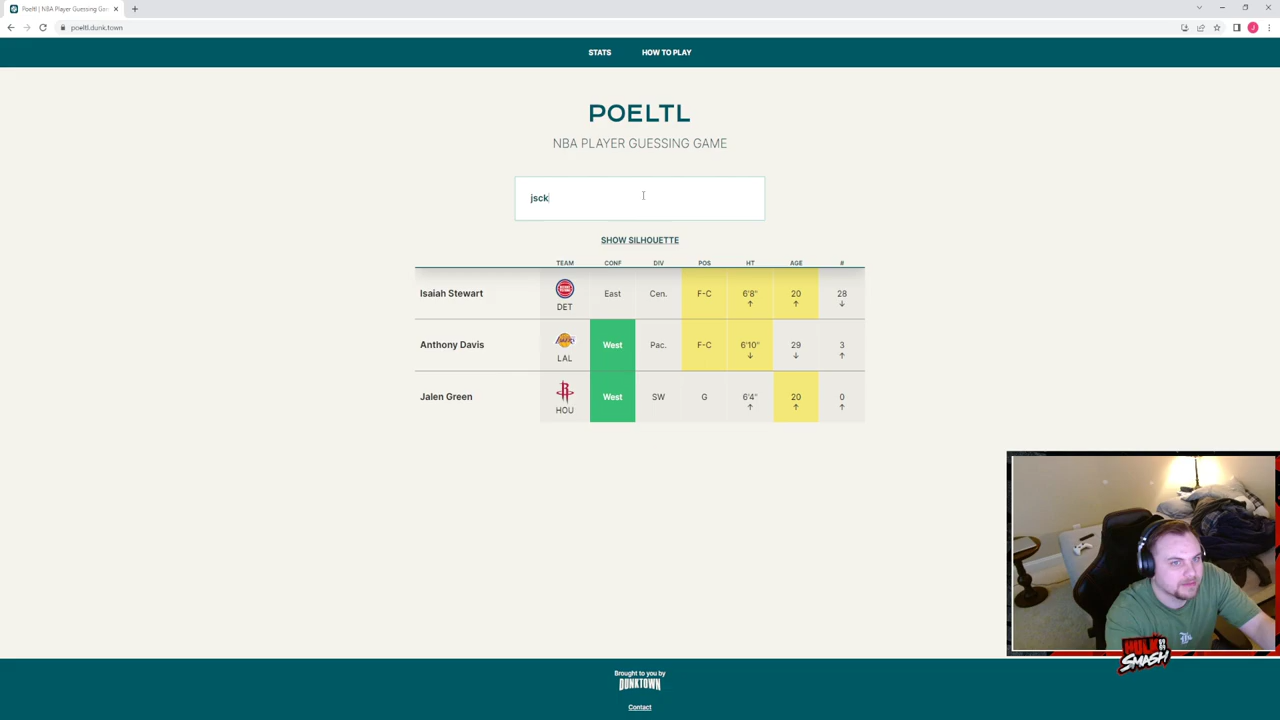 Poeltl | NBA Player Guessing Gar
poeltl.dunk.town
STATS HOW TO PLAY
POELTL
NBA PLAYER GUESSING GAME
jsck
SHOW SILHOUETTE
TEAM CONF DIV POS HT AGE #
Isaiah Stewart DET East Cen. F-C 6'8" ↑ 20 ↑ 28 ↓
Anthony Davis LAL West Pac. F-C 6'10" ↓ 29 ↓ 3 ↑
Jalen Green HOU West SW G 6'4" ↑ 20 ↑ 0 ↑
HULK
SMASH
Brought to you by
DUNKTOWN
Contact